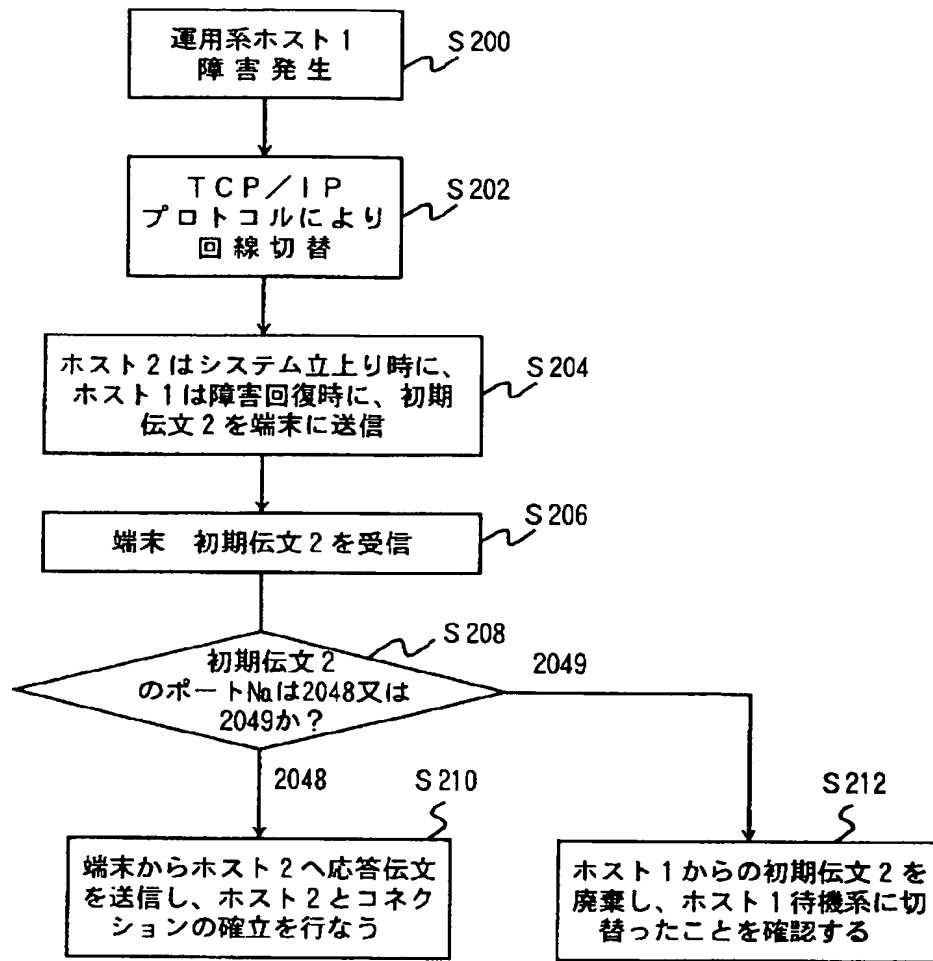 運用系ホスト1
障害発生
S200
TCP/IP
プロトコルにより
回線切替
S202
ホスト2はシステム立上り時に、
ホスト1は障害回復時に、初期
伝文2を端末に送信
S204
端末 初期伝文2を受信
S206
初期伝文2
のポート№は2048又は
2049か?
S208
2049
2048
端末からホスト2へ応答伝文
を送信し、ホスト2とコネク
ションの確立を行なう
S210
ホスト1からの初期伝文2を
廃棄し、ホスト1待機系に切
替ったことを確認する
S212